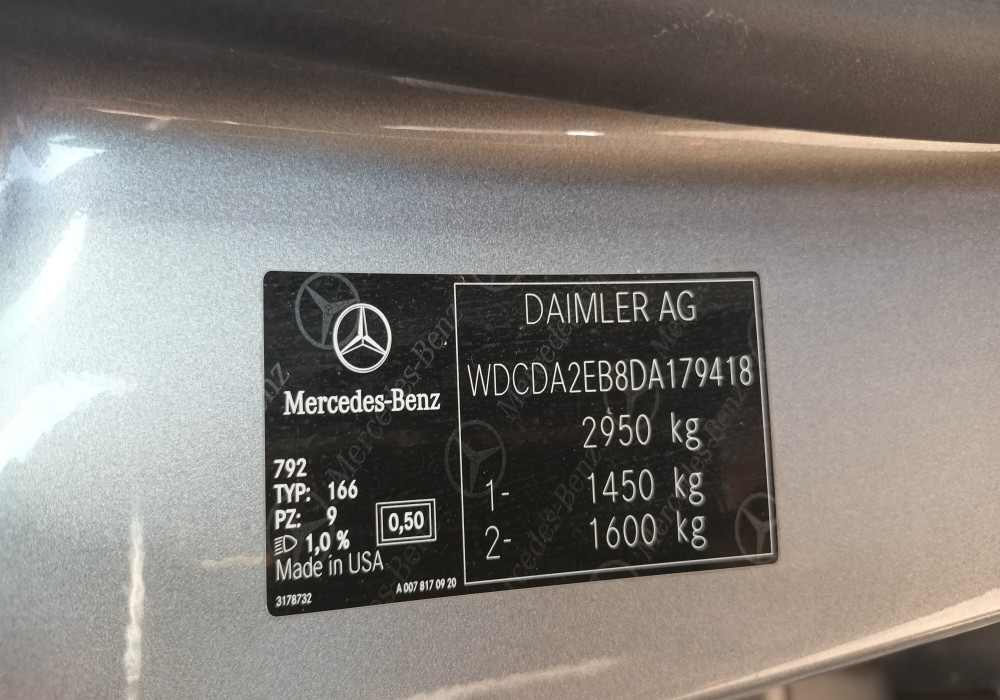 Mercedes-Benz
792
TYP: 166
PZ: 9
1,0 %
0,50
Made in USA
3178732
A 007 817 09 20
DAIMLER AG
WDCDA2EB8DA179418
2950 kg
1- 1450 kg
2- 1600 kg